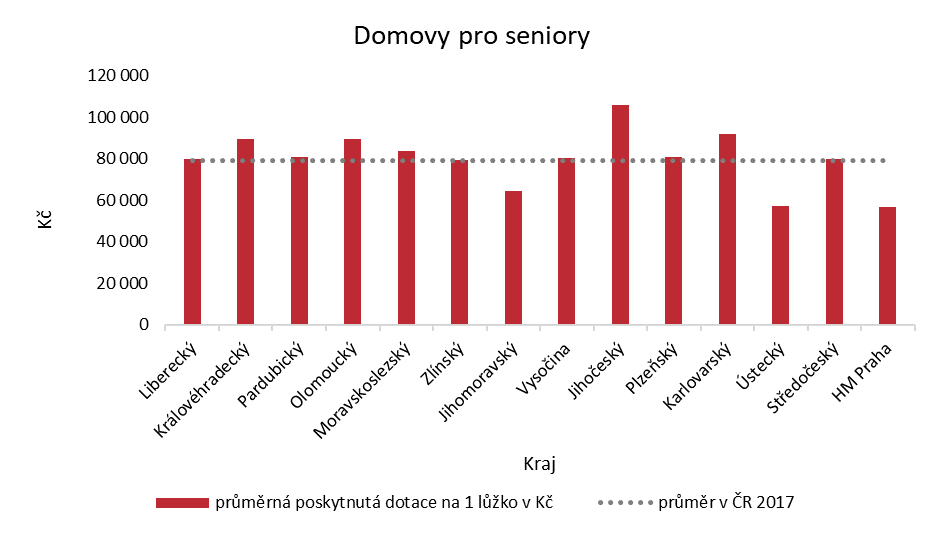 Domovy pro seniory
120 000
100 000
80 000
60 000
40 000
20 000
0
Kč
Liberecký
Královéhradecký
Pardubický
Olomoucký
Moravskoslezský
Zlínský
Jihomoravský
Vysočina
Jihočeský
Plzeňský
Karlovarský
Ústecký
Středočeský
HM Praha
Kraj
průměrná poskytnutá dotace na 1 lůžko v Kč
průměr v ČR 2017